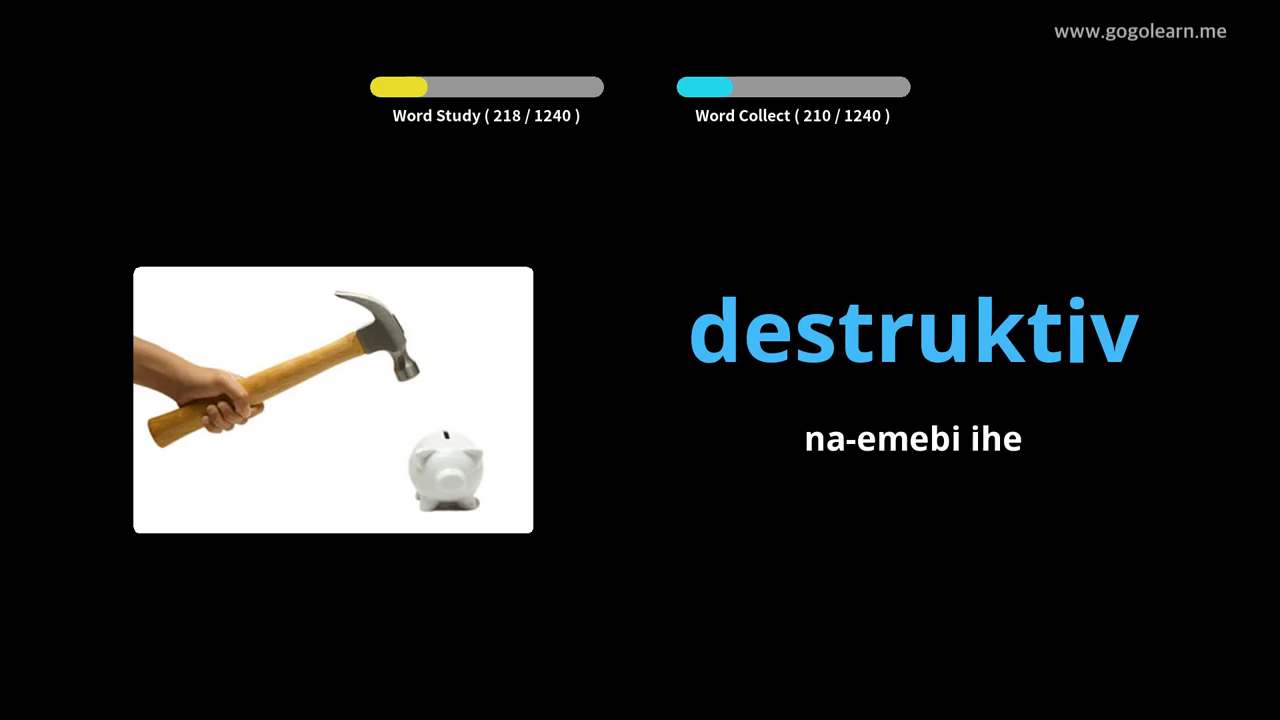 www.gogolearn.me
Word Study ( 218 / 1240 )
Word Collect ( 210 / 1240 )
destruktiv
na-emebi ihe